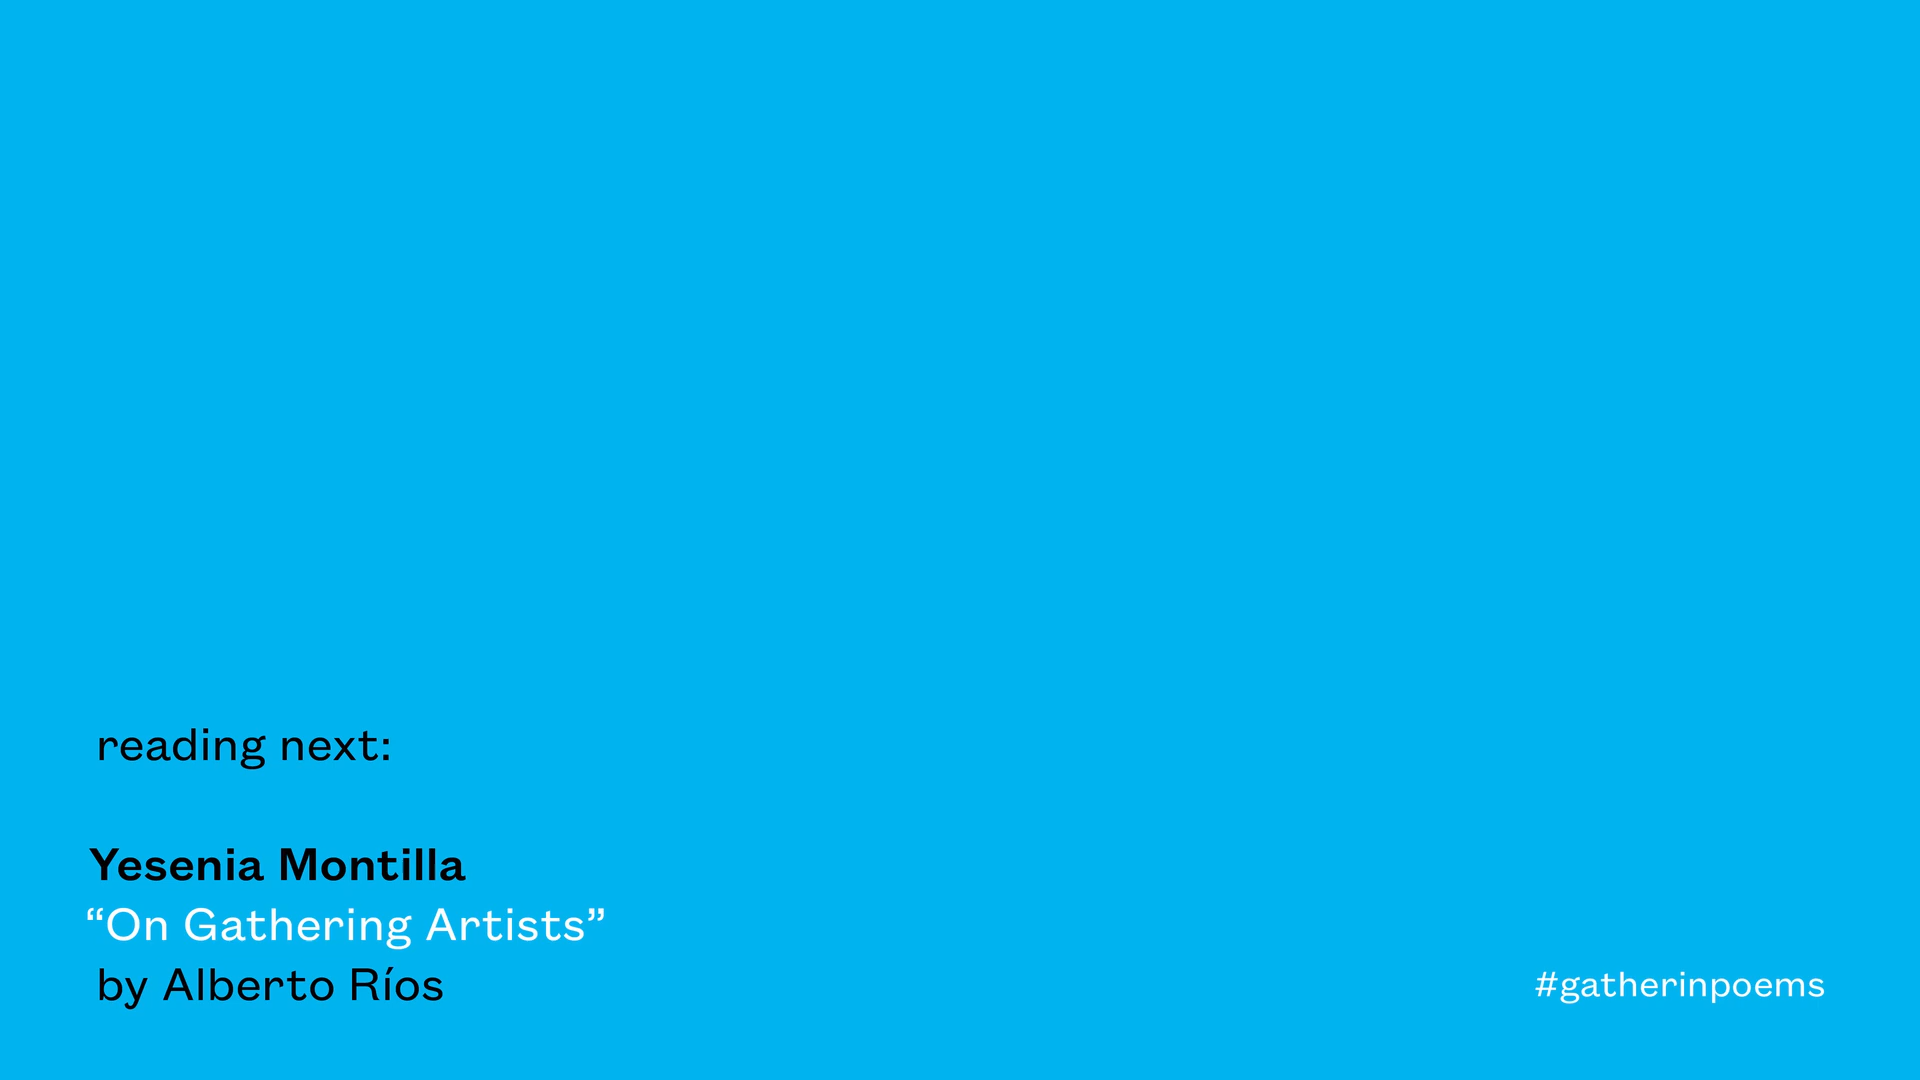 reading next:
Yesenia Montilla
“On Gathering Artists”
by Alberto Ríos
#gatherinpoems